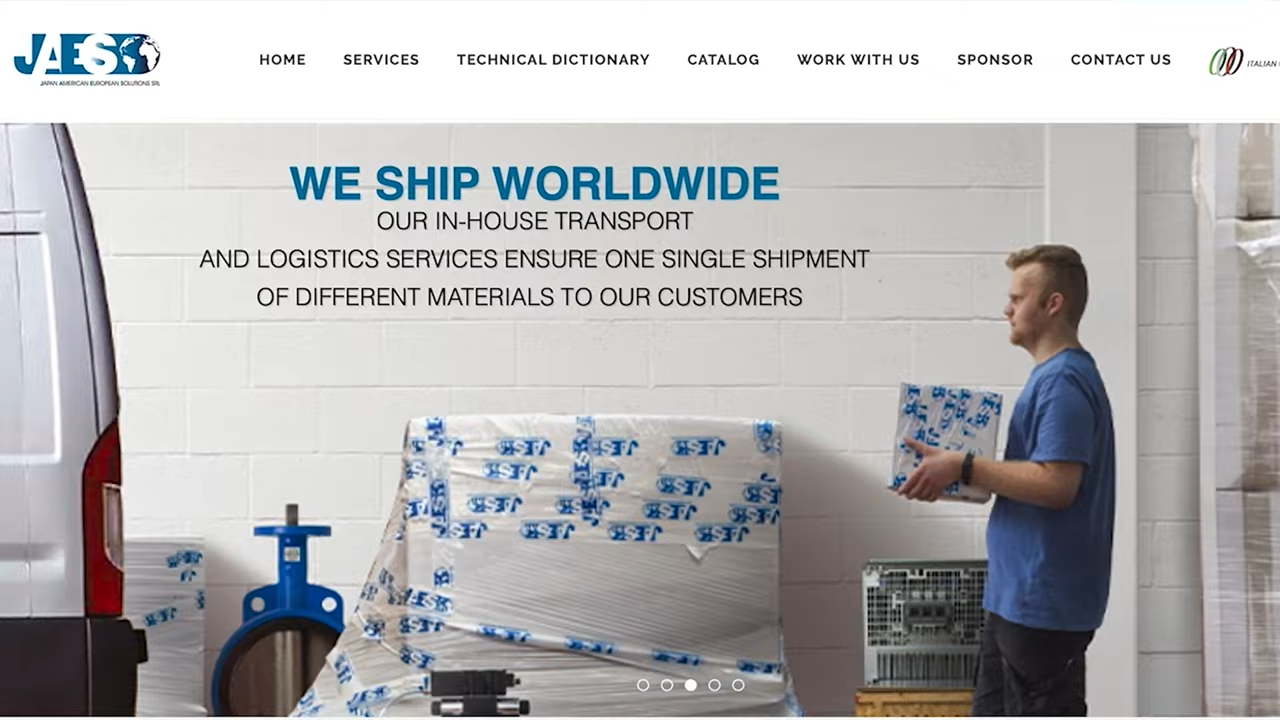 JAES
JAPAN AMERICAN EUROPEAN SOLUTIONS SRL
HOME
SERVICES
TECHNICAL DICTIONARY
CATALOG
WORK WITH US
SPONSOR
CONTACT US
ITALIAN
WE SHIP WORLDWIDE
OUR IN-HOUSE TRANSPORT
AND LOGISTICS SERVICES ENSURE ONE SINGLE SHIPMENT
OF DIFFERENT MATERIALS TO OUR CUSTOMERS